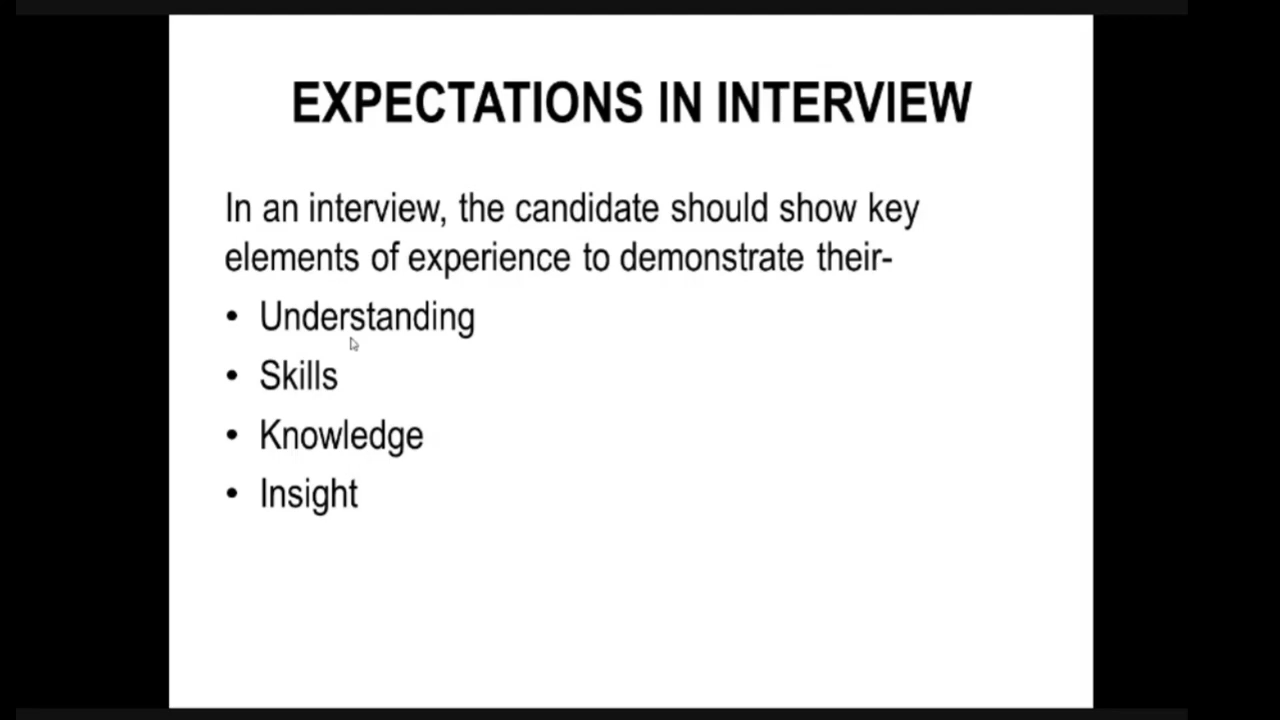 EXPECTATIONS IN INTERVIEW
In an interview, the candidate should show key
elements of experience to demonstrate their-
• Understanding
• Skills
• Knowledge
• Insight